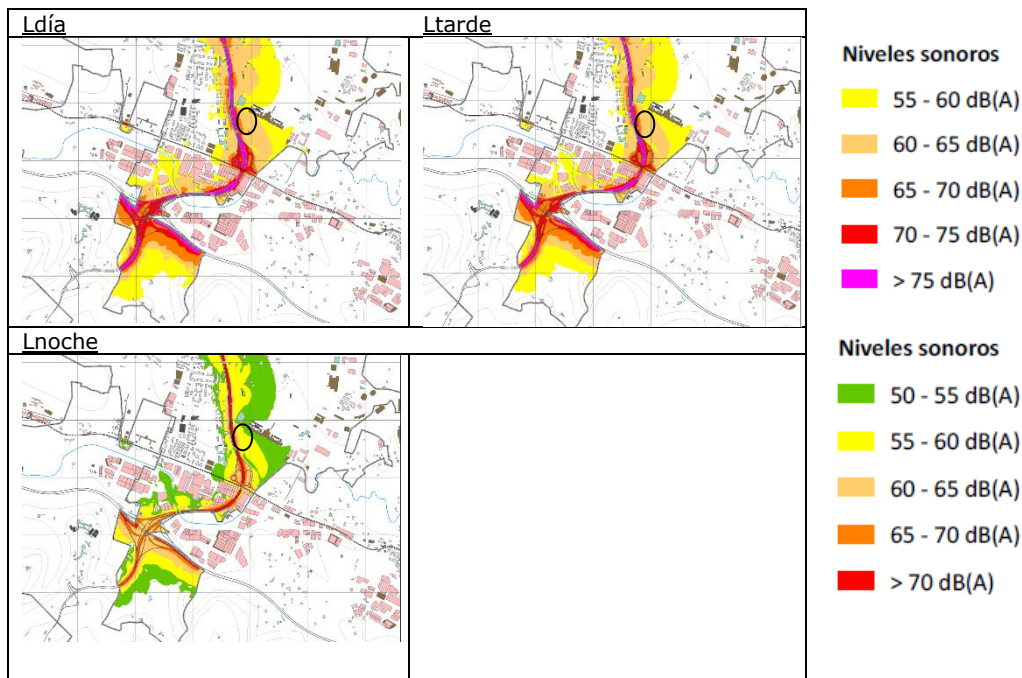 Ldía
Ltarde
Lnoche
Niveles sonoros
55 - 60 dB(A)
60 - 65 dB(A)
65 - 70 dB(A)
70 - 75 dB(A)
> 75 dB(A)
Niveles sonoros
50 - 55 dB(A)
55 - 60 dB(A)
60 - 65 dB(A)
65 - 70 dB(A)
> 70 dB(A)